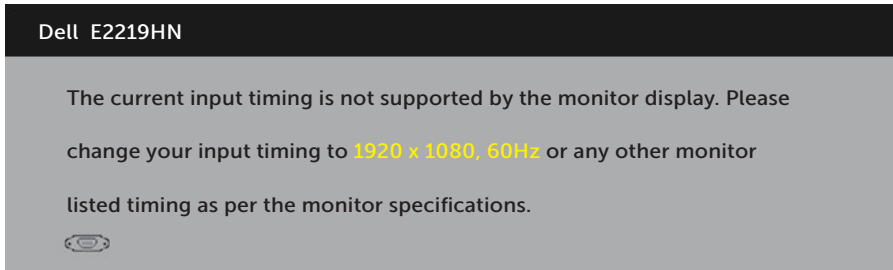 Dell E2219HN
The current input timing is not supported by the monitor display. Please
change your input timing to 1920 x 1080, 60Hz or any other monitor
listed timing as per the monitor specifications.